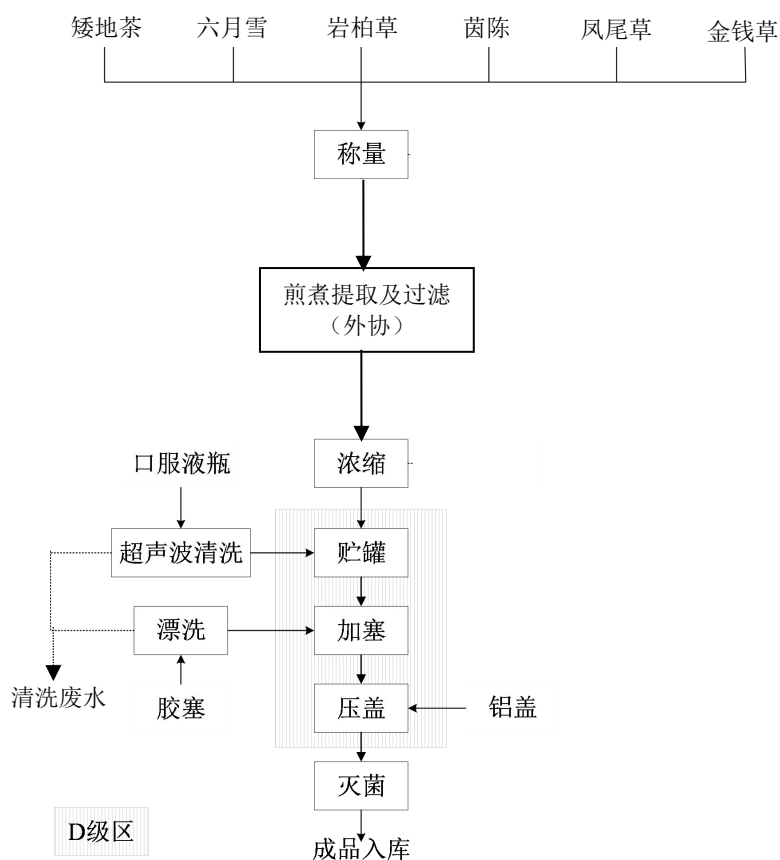 矮地茶
六月雪
岩柏草
茵陈
凤尾草
金钱草
称量
煎煮提取及过滤
（外协）
浓缩
口服液瓶
超声波清洗
贮罐
漂洗
加塞
清洗废水
胶塞
压盖
铝盖
灭菌
D级区
成品入库